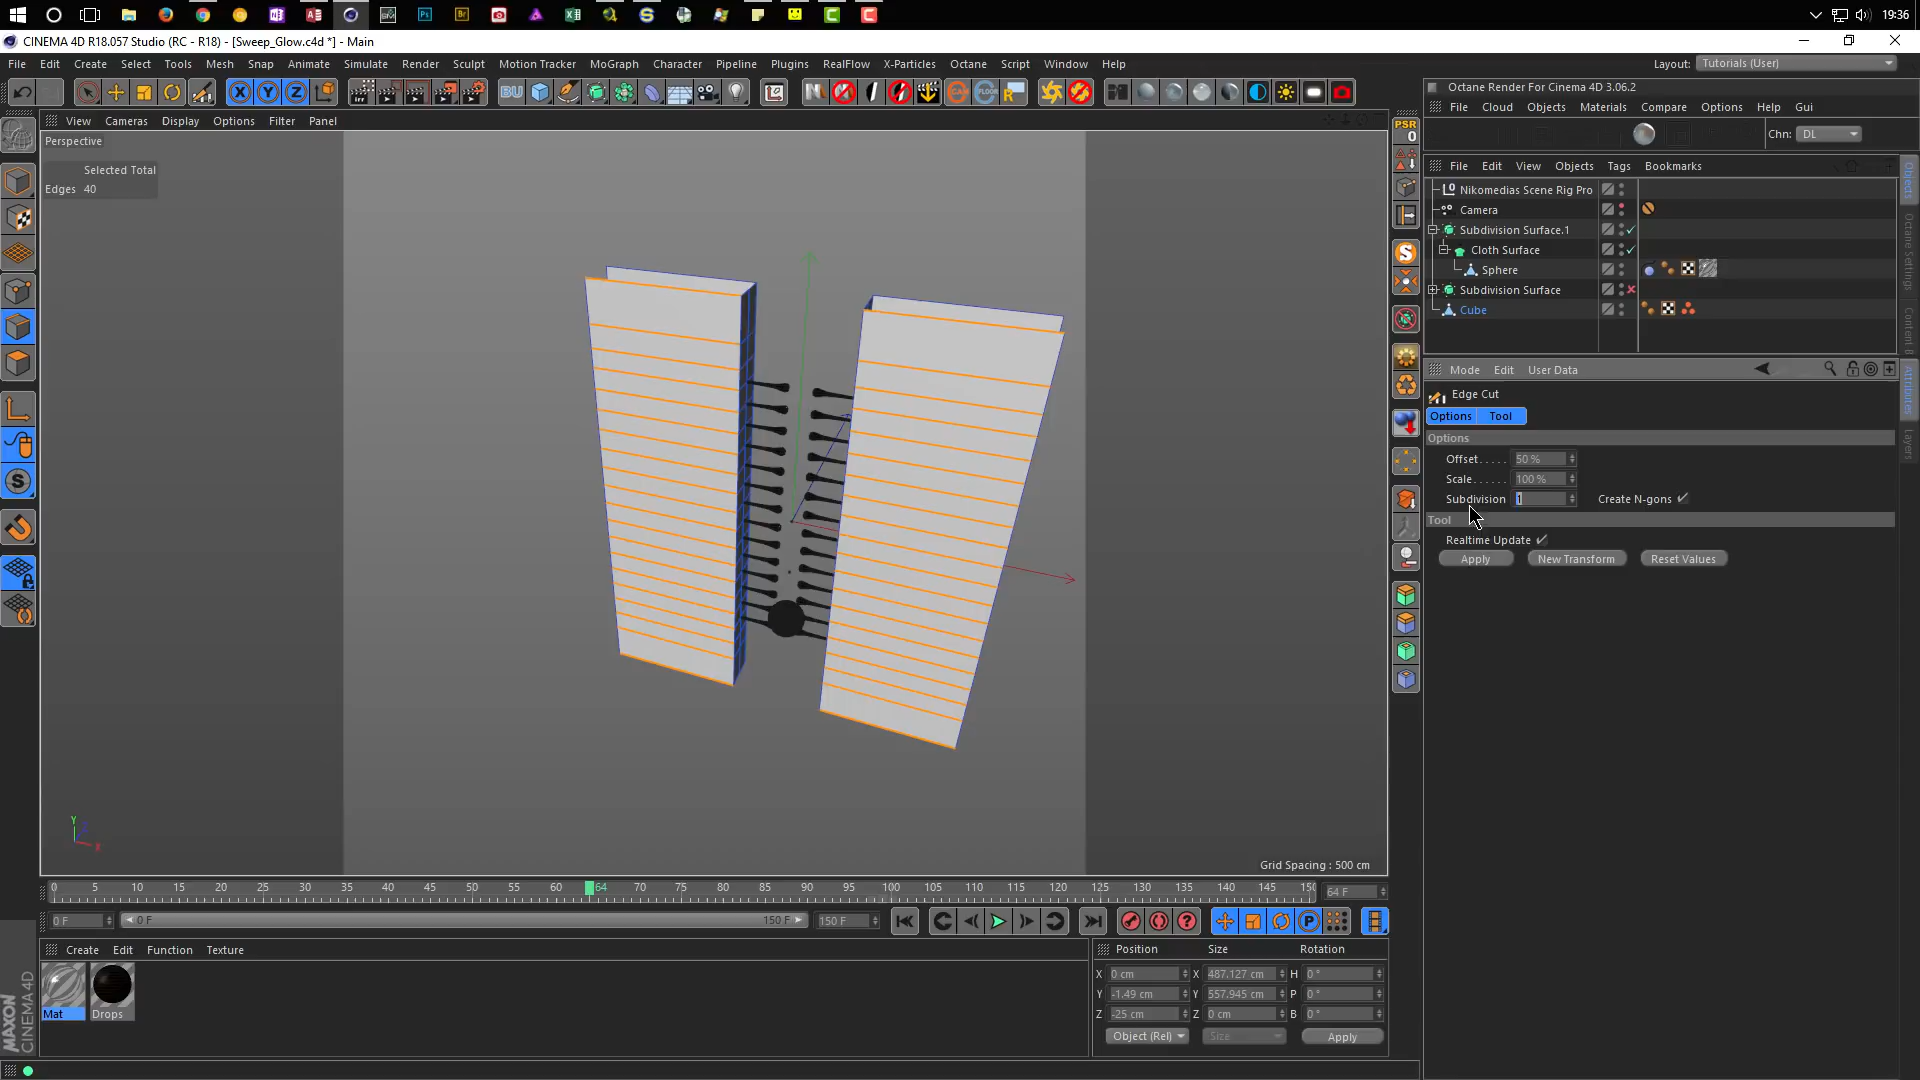 19:36
CINEMA 4D R18.057 Studio (RC - R18) - [Sweep_Glow.c4d *] - Main
File Edit Create Select Tools Mesh Snap Animate Simulate Render Sculpt Motion Tracker MoGraph Character Pipeline Plugins RealFlow X-Particles Octane Script Window Help
Layout: Tutorials (User)
View Cameras Display Options Filter Panel
Perspective
Selected Total
Edges 40
Grid Spacing : 500 cm
Octane Render For Cinema 4D 3.06.2
File Cloud Objects Materials Compare Options Help Gui
Chn: DL
File Edit View Objects Tags Bookmarks
Nikomedias Scene Rig Pro
Camera
Subdivision Surface.1
Cloth Surface
Sphere
Subdivision Surface
Cube
Objects
Octane Settings
Attributes
Layers
Mode Edit User Data
Edge Cut
Options Tool
Options
Offset..... 50 %
Scale...... 100 %
Subdivision 1 Create N-gons
Tool
Realtime Update
Apply New Transform Reset Values
PSR
0
0 5 10 15 20 25 30 35 40 45 50 55 60 64 70 75 80 85 90 95 100 105 110 115 120 125 130 135 140 145 150
64 F
0 F 0 F 150 F 150 F
Create Edit Function Texture
Mat Drops
Position Size Rotation
X 0 cm X 487.127 cm H 0 °
Y -1.49 cm Y 557.945 cm P 0 °
Z -25 cm Z 0 cm B 0 °
Object (Rel) Size Apply
MAXON
CINEMA 4D